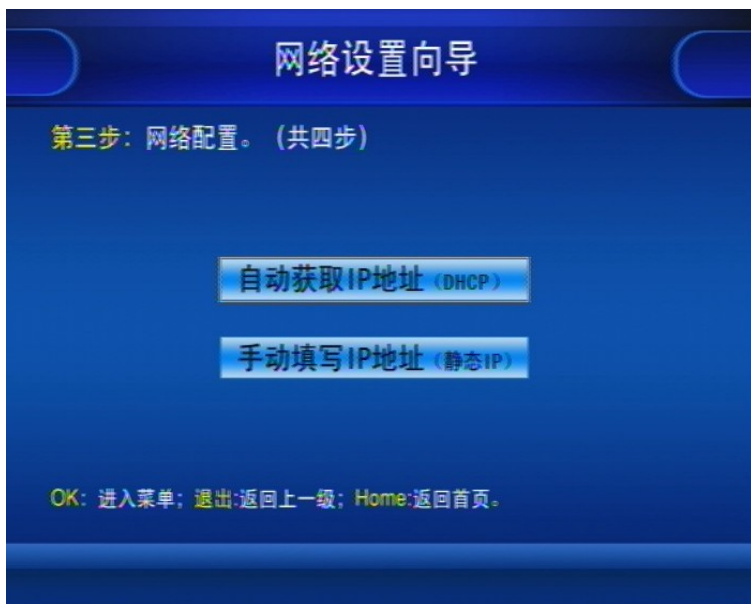 网络设置向导
第三步：网络配置。（共四步）
自动获取IP地址（DHCP）
手动填写IP地址（静态IP）
OK：进入菜单；退出:返回上一级；Home:返回首页。